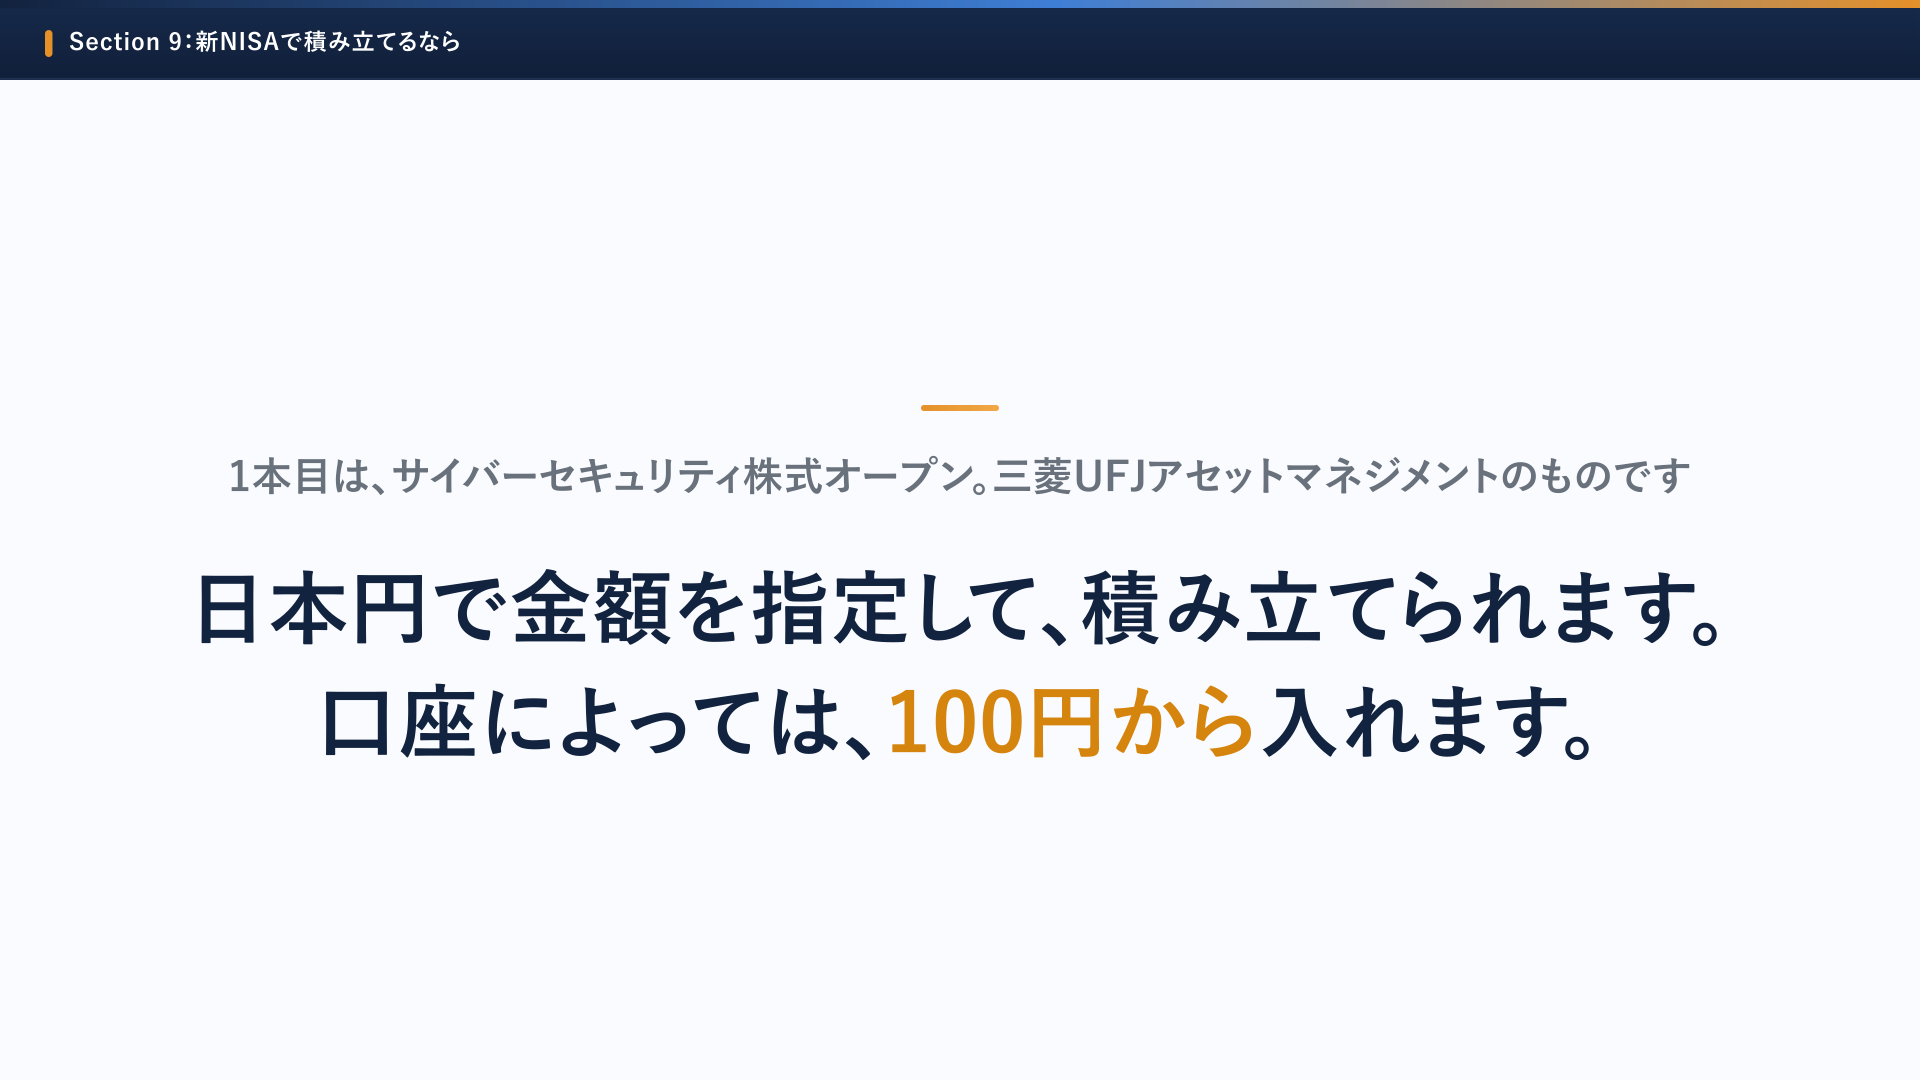 Section 9：新NISAで積み立てるなら
1本目は、サイバーセキュリティ株式オープン。三菱UFJアセットマネジメントのものです
日本円で金額を指定して、積み立てられます。
口座によっては、100円から入れます。